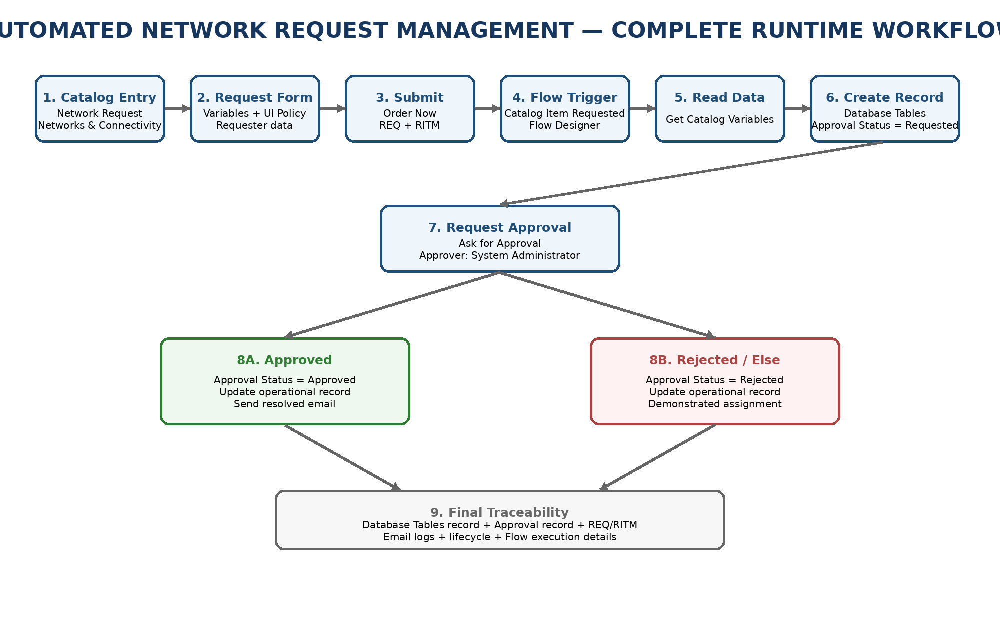 UTOMATED NETWORK REQUEST MANAGEMENT — COMPLETE RUNTIME WORKFLOW
1. Catalog Entry
Network Request
Networks & Connectivity
2. Request Form
Variables + UI Policy
Requester data
3. Submit
Order Now
REQ + RITM
4. Flow Trigger
Catalog Item Requested
Flow Designer
5. Read Data
Get Catalog Variables
6. Create Record
Database Tables
Approval Status = Requested
7. Request Approval
Ask for Approval
Approver: System Administrator
8A. Approved
Approval Status = Approved
Update operational record
Send resolved email
8B. Rejected / Else
Approval Status = Rejected
Update operational record
Demonstrated assignment
9. Final Traceability
Database Tables record + Approval record + REQ/RITM
Email logs + lifecycle + Flow execution details